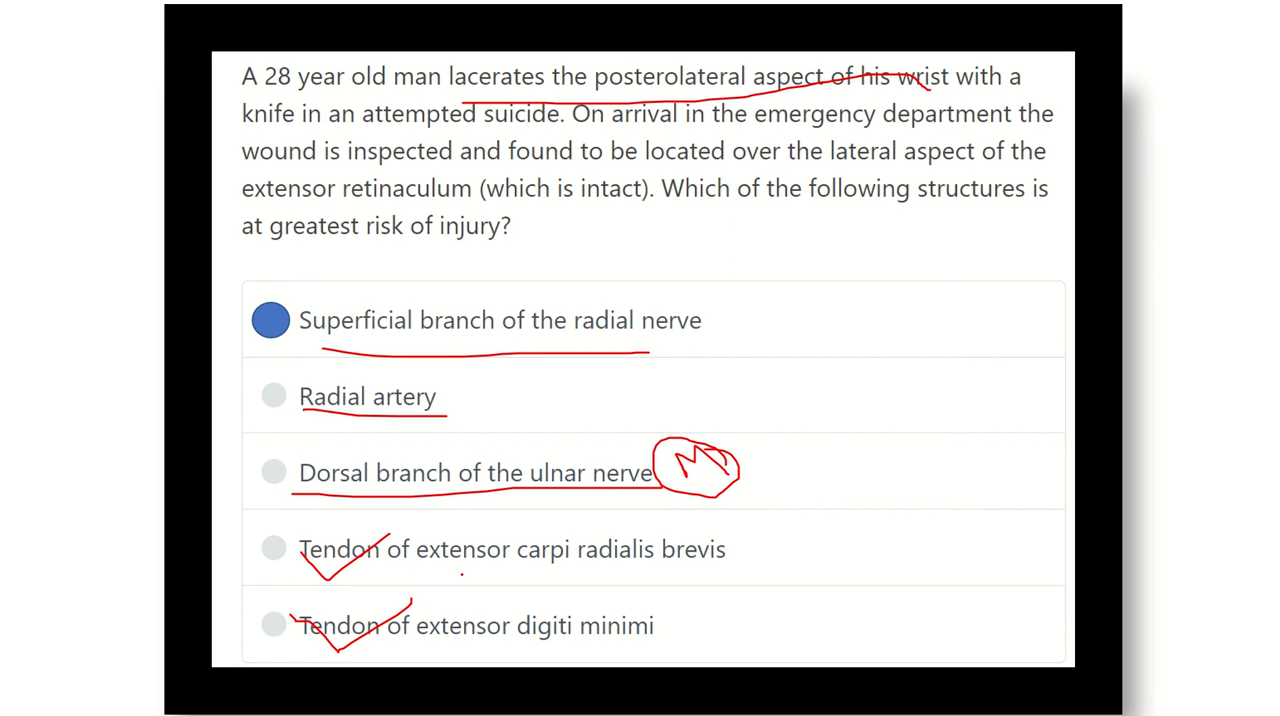 A 28 year old man lacerates the posterolateral aspect of his wrist with a
knife in an attempted suicide. On arrival in the emergency department the
wound is inspected and found to be located over the lateral aspect of the
extensor retinaculum (which is intact). Which of the following structures is
at greatest risk of injury?
Superficial branch of the radial nerve
Radial artery
Dorsal branch of the ulnar nerve
Tendon of extensor carpi radialis brevis
Tendon of extensor digiti minimi